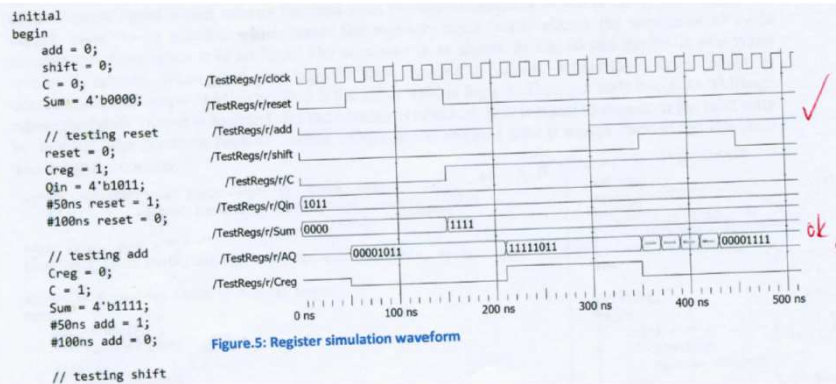 initial
begin
add = 0;
shift = 0;
C = 0;
Sum = 4'b0000;
// testing reset
reset = 0;
Creg = 1;
Qin = 4'b1011;
#50ns reset = 1;
#100ns reset = 0;
// testing add
Creg = 0;
C = 1;
Sum = 4'b1111;
#50ns add = 1;
#100ns add = 0;
// testing shift
/TestRegs/r/clock
/TestRegs/r/reset
/TestRegs/r/add
/TestRegs/r/shift
/TestRegs/r/C
/TestRegs/r/Qin 1011
/TestRegs/r/Sum 0000 1111
/TestRegs/r/AQ 00001011 11111011 00001111
/TestRegs/r/Creg
0 ns 100 ns 200 ns 300 ns 400 ns 500 ns
Figure.5: Register simulation waveform
ok